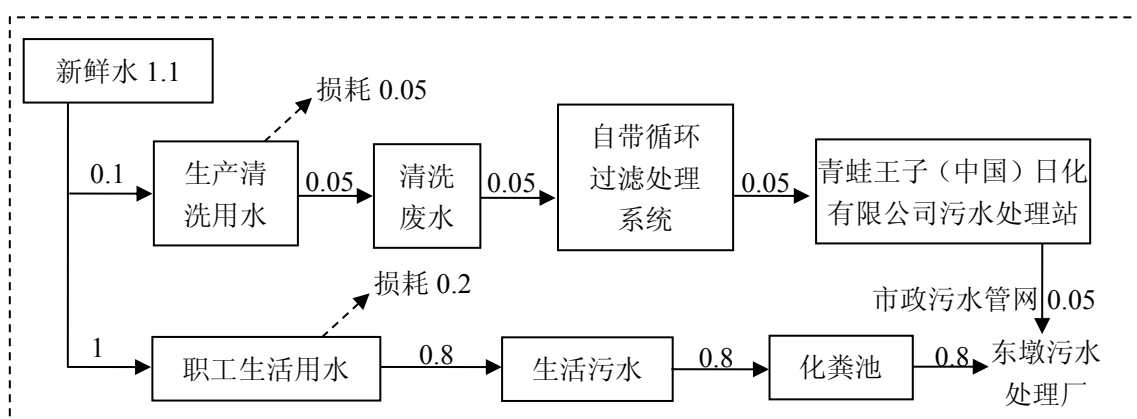 新鲜水 1.1
损耗 0.05
0.1
生产清
洗用水
0.05
清洗
废水
0.05
自带循环
过滤处理
系统
0.05
青蛙王子（中国）日化
有限公司污水处理站
市政污水管网 0.05
损耗 0.2
1
职工生活用水
0.8
生活污水
0.8
化粪池
0.8
东墩污水
处理厂